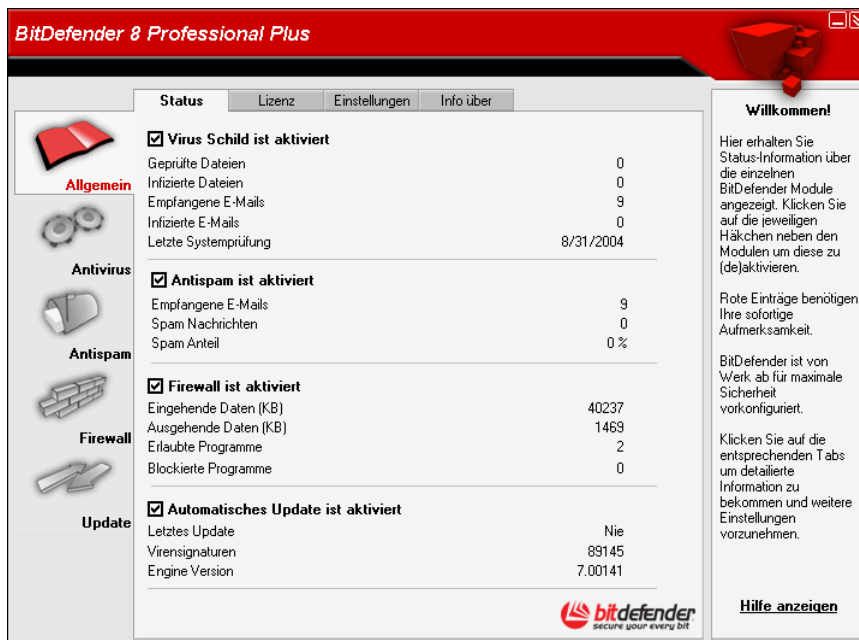 BitDefender 8 Professional Plus
Status
Lizenz
Einstellungen
Info über
Allgemein
Antivirus
Antispam
Firewall
Update
Virus Schild ist aktiviert
Geprüfte Dateien 0
Infizierte Dateien 0
Empfangene E-Mails 9
Infizierte E-Mails 0
Letzte Systemprüfung 8/31/2004
Antispam ist aktiviert
Empfangene E-Mails 9
Spam Nachrichten 0
Spam Anteil 0 %
Firewall ist aktiviert
Eingehende Daten (KB) 40237
Ausgehende Daten (KB) 1469
Erlaubte Programme 2
Blockierte Programme 0
Automatisches Update ist aktiviert
Letztes Update Nie
Virensignaturen 89145
Engine Version 7.00141
bitdefender
secure your every bit
Willkommen!
Hier erhalten Sie
Status-Information über
die einzelnen
BitDefender Module
angezeigt. Klicken Sie
auf die jeweiligen
Häkchen neben den
Modulen um diese zu
(de)aktivieren.
Rote Einträge benötigen
Ihre sofortige
Aufmerksamkeit.
BitDefender ist von
Werk ab für maximale
Sicherheit
vorkonfiguriert.
Klicken Sie auf die
entsprechenden Tabs
um detailierte
Information zu
bekommen und weitere
Einstellungen
vorzunehmen.
Hilfe anzeigen